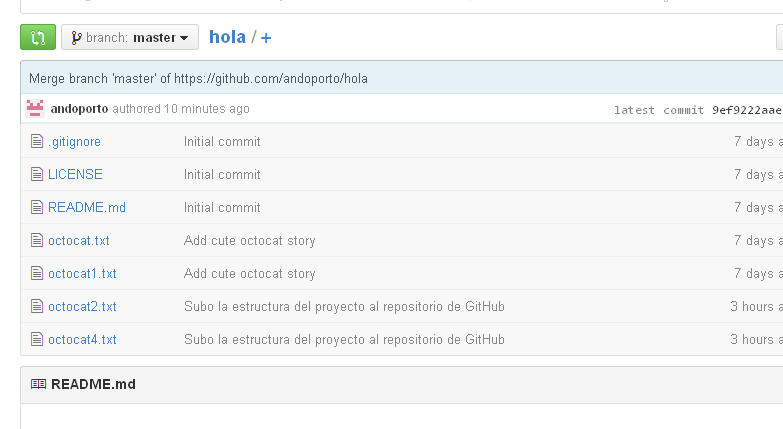 branch: master hola / +
Merge branch 'master' of https://github.com/andoporto/hola
andoporto authored 10 minutes ago latest commit 9ef9222aae
.gitignore Initial commit 7 days a
LICENSE Initial commit 7 days a
README.md Initial commit 7 days a
octocat.txt Add cute octocat story 7 days a
octocat1.txt Add cute octocat story 7 days a
octocat2.txt Subo la estructura del proyecto al repositorio de GitHub 3 hours a
octocat4.txt Subo la estructura del proyecto al repositorio de GitHub 3 hours a
README.md